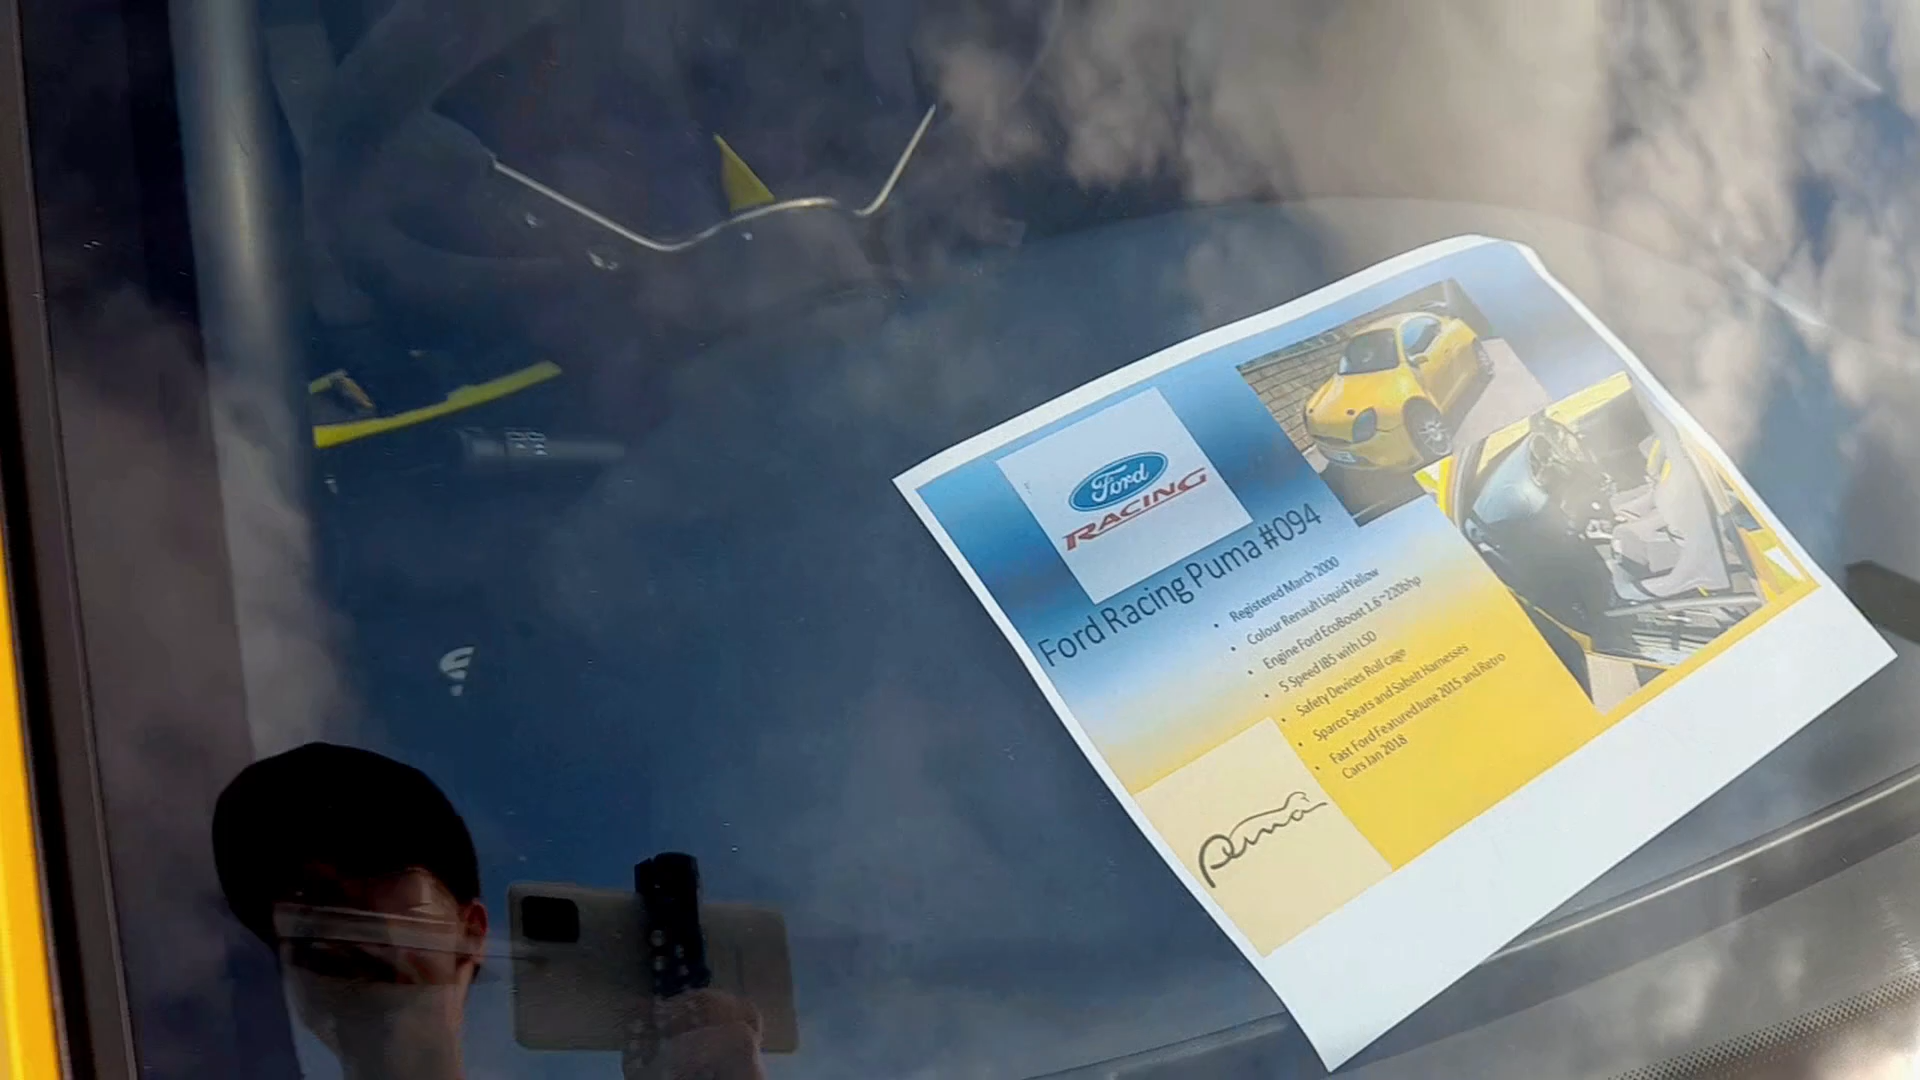 Ford
RACING
Ford Racing Puma #094
• Registered March 2000
• Colour Renault Liquid Yellow
• Engine Ford EcoBoost 1.6 ~220bhp
• 5 Speed IB5 with LSD
• Safety Devices Roll cage
• Sparco Seats and Sabelt Harnesses
• Fast Ford Featured June 2015 and Retro
Cars Jan 2018
Puma